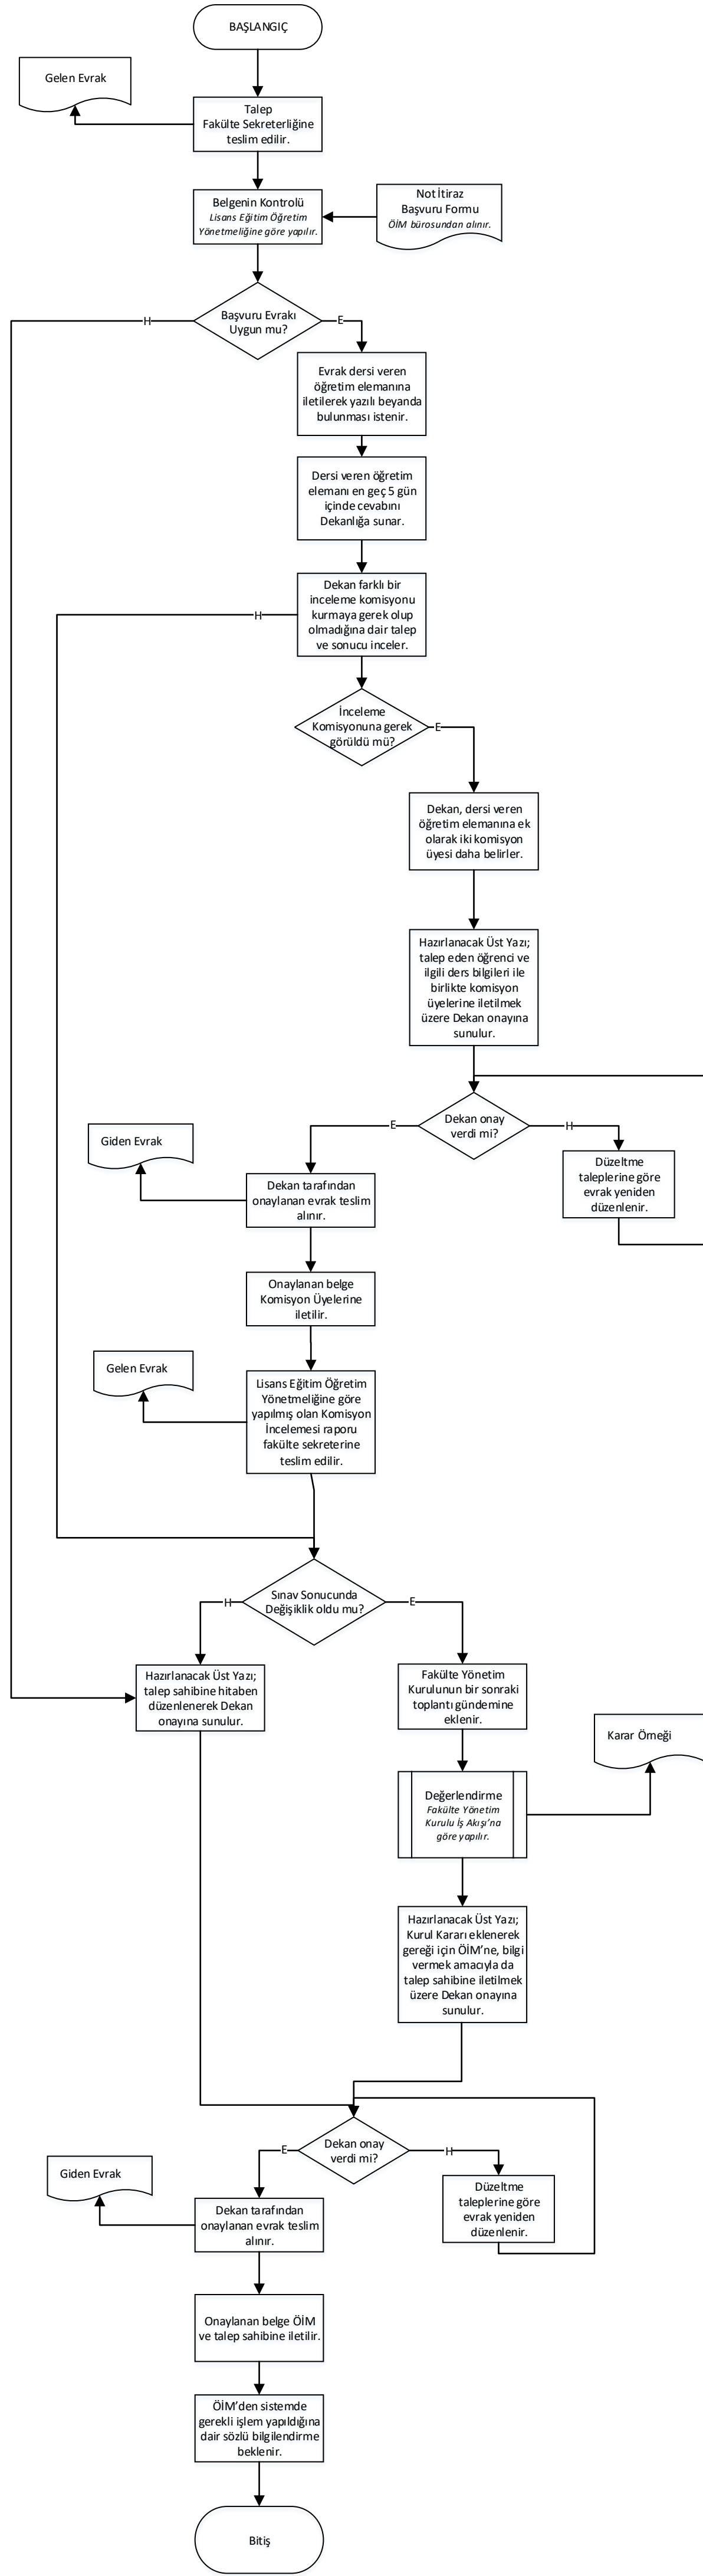 BAŞLANGIÇ
Gelen Evrak
Talep
Fakülte Sekreterliğine
teslim edilir.
Belgenin Kontrolü
Lisans Eğitim Öğretim
Yönetmeliğine göre yapılır.
Not İtiraz
Başvuru Formu
ÖİM bürosundan alınır.
Başvuru Evrakı
Uygun mu?
H
E
Evrak dersi veren
öğretim elemanına
iletilerek yazılı beyanda
bulunması istenir.
Dersi veren öğretim
elemanı en geç 5 gün
içinde cevabını
Dekanlığa sunar.
Dekan farklı bir
inceleme komisyonu
kurmaya gerek olup
olmadığına dair talep
ve sonucu inceler.
H
İnceleme
Komisyonuna gerek
görüldü mü?
E
Dekan, dersi veren
öğretim elemanına ek
olarak iki komisyon
üyesi daha belirler.
Hazırlanacak Üst Yazı;
talep eden öğrenci ve
ilgili ders bilgileri ile
birlikte komisyon
üyelerine iletilmek
üzere Dekan onayına
sunulur.
Dekan onay
verdi mi?
E
H
Giden Evrak
Düzeltme
taleplerine göre
evrak yeniden
düzenlenir.
Dekan tarafından
onaylanan evrak teslim
alınır.
Onaylanan belge
Komisyon Üyelerine
iletilir.
Gelen Evrak
Lisans Eğitim Öğretim
Yönetmeliğine göre
yapılmış olan Komisyon
İncelemesi raporu
fakülte sekreterine
teslim edilir.
Sınav Sonucunda
Değişiklik oldu mu?
H
E
Hazırlanacak Üst Yazı;
talep sahibine hitaben
düzenlenerek Dekan
onayına sunulur.
Fakülte Yönetim
Kurulunun bir sonraki
toplantı gündemine
eklenir.
Karar Örneği
Değerlendirme
Fakülte Yönetim
Kurulu İş Akışı’na
göre yapılır.
Hazırlanacak Üst Yazı;
Kurul Kararı eklenerek
gereği için ÖİM’ne, bilgi
vermek amacıyla da
talep sahibine iletilmek
üzere Dekan onayına
sunulur.
Dekan onay
verdi mi?
E
H
Giden Evrak
Düzeltme
taleplerine göre
evrak yeniden
düzenlenir.
Dekan tarafından
onaylanan evrak teslim
alınır.
Onaylanan belge ÖİM
ve talep sahibine iletilir.
ÖİM’den sistemde
gerekli işlem yapıldığına
dair sözlü bilgilendirme
beklenir.
Bitiş